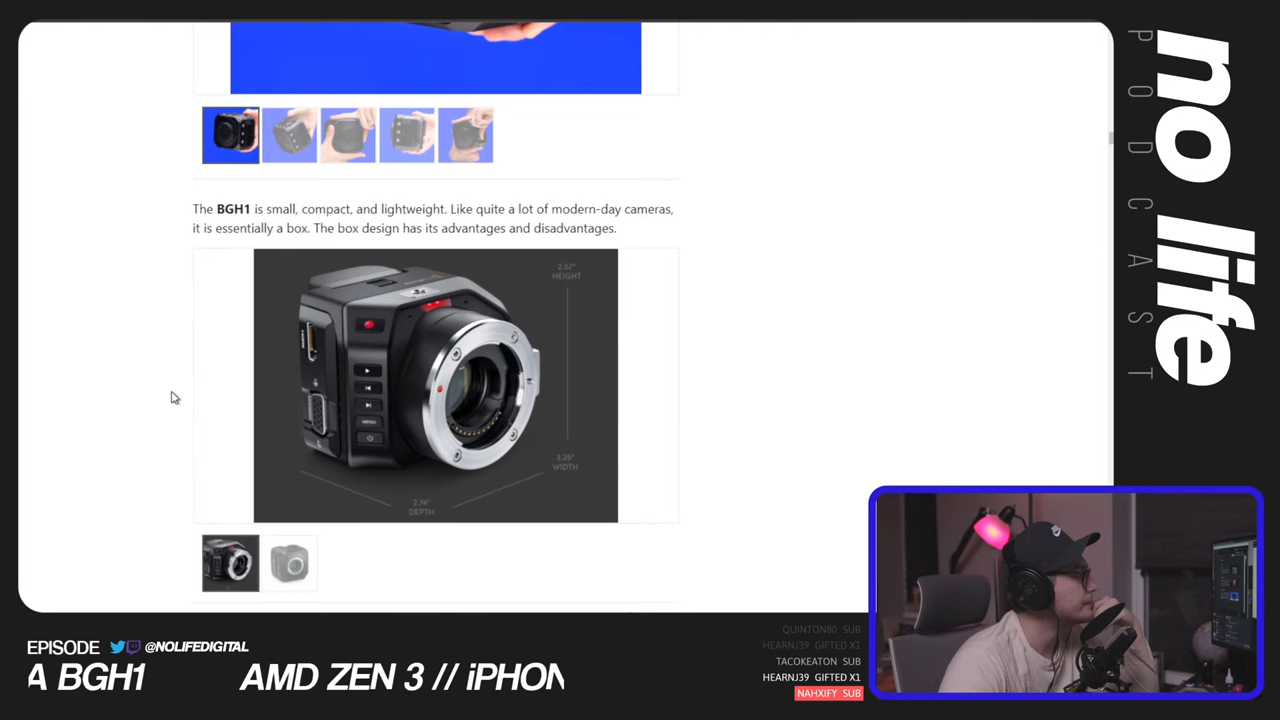 The BGH1 is small, compact, and lightweight. Like quite a lot of modern-day cameras,
it is essentially a box. The box design has its advantages and disadvantages.
2.57"
HEIGHT
3.25"
WIDTH
2.74"
DEPTH
HDMI
MENU
no life
PODCAST
EPISODE
@NOLIFEDIGITAL
A BGH1 AMD ZEN 3 // iPHON
QUINTON80 SUB
HEARNJ39 GIFTED X1
TACOKEATON SUB
HEARNJ39 GIFTED X1
NAHXIFY SUB